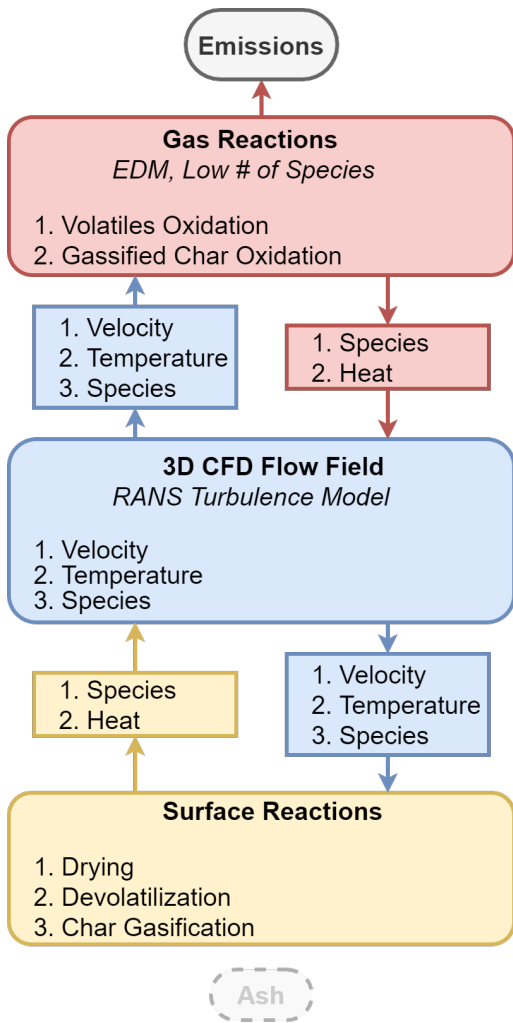 Emissions
Gas Reactions
EDM, Low # of Species
1. Volatiles Oxidation
2. Gassified Char Oxidation
1. Velocity
2. Temperature
3. Species
1. Species
2. Heat
3D CFD Flow Field
RANS Turbulence Model
1. Velocity
2. Temperature
3. Species
1. Species
2. Heat
1. Velocity
2. Temperature
3. Species
Surface Reactions
1. Drying
2. Devolatilization
3. Char Gasification
Ash